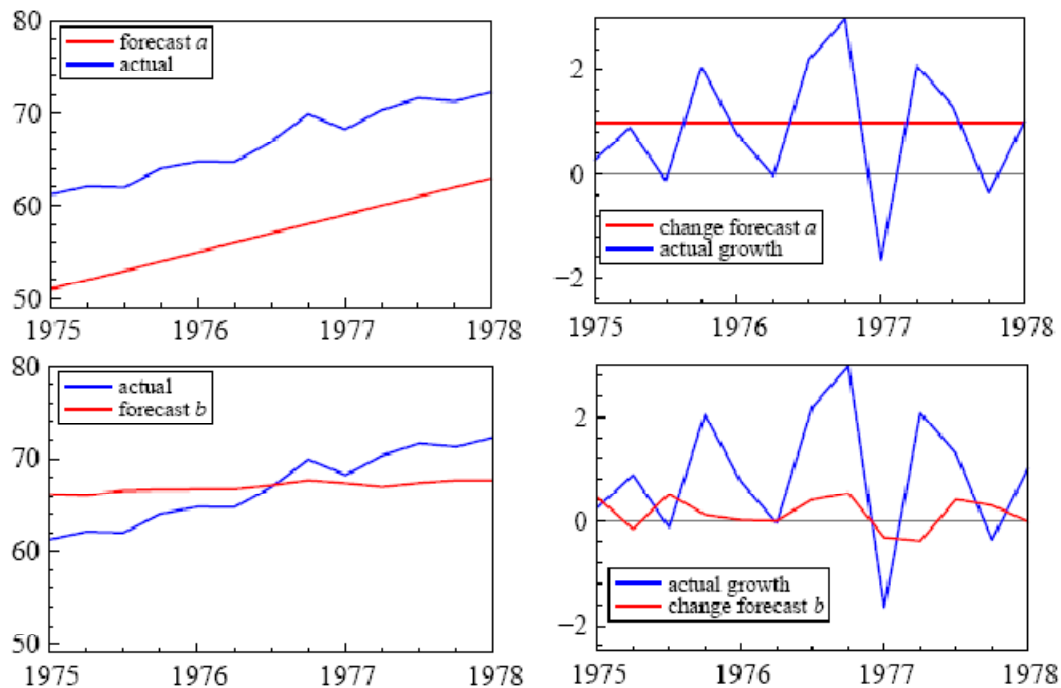 80
70
60
50
forecast a
actual
1975 1976 1977 1978
2
0
−2
change forecast a
actual growth
1975 1976 1977 1978
80
70
60
50
actual
forecast b
1975 1976 1977 1978
2
0
−2
actual growth
change forecast b
1975 1976 1977 1978